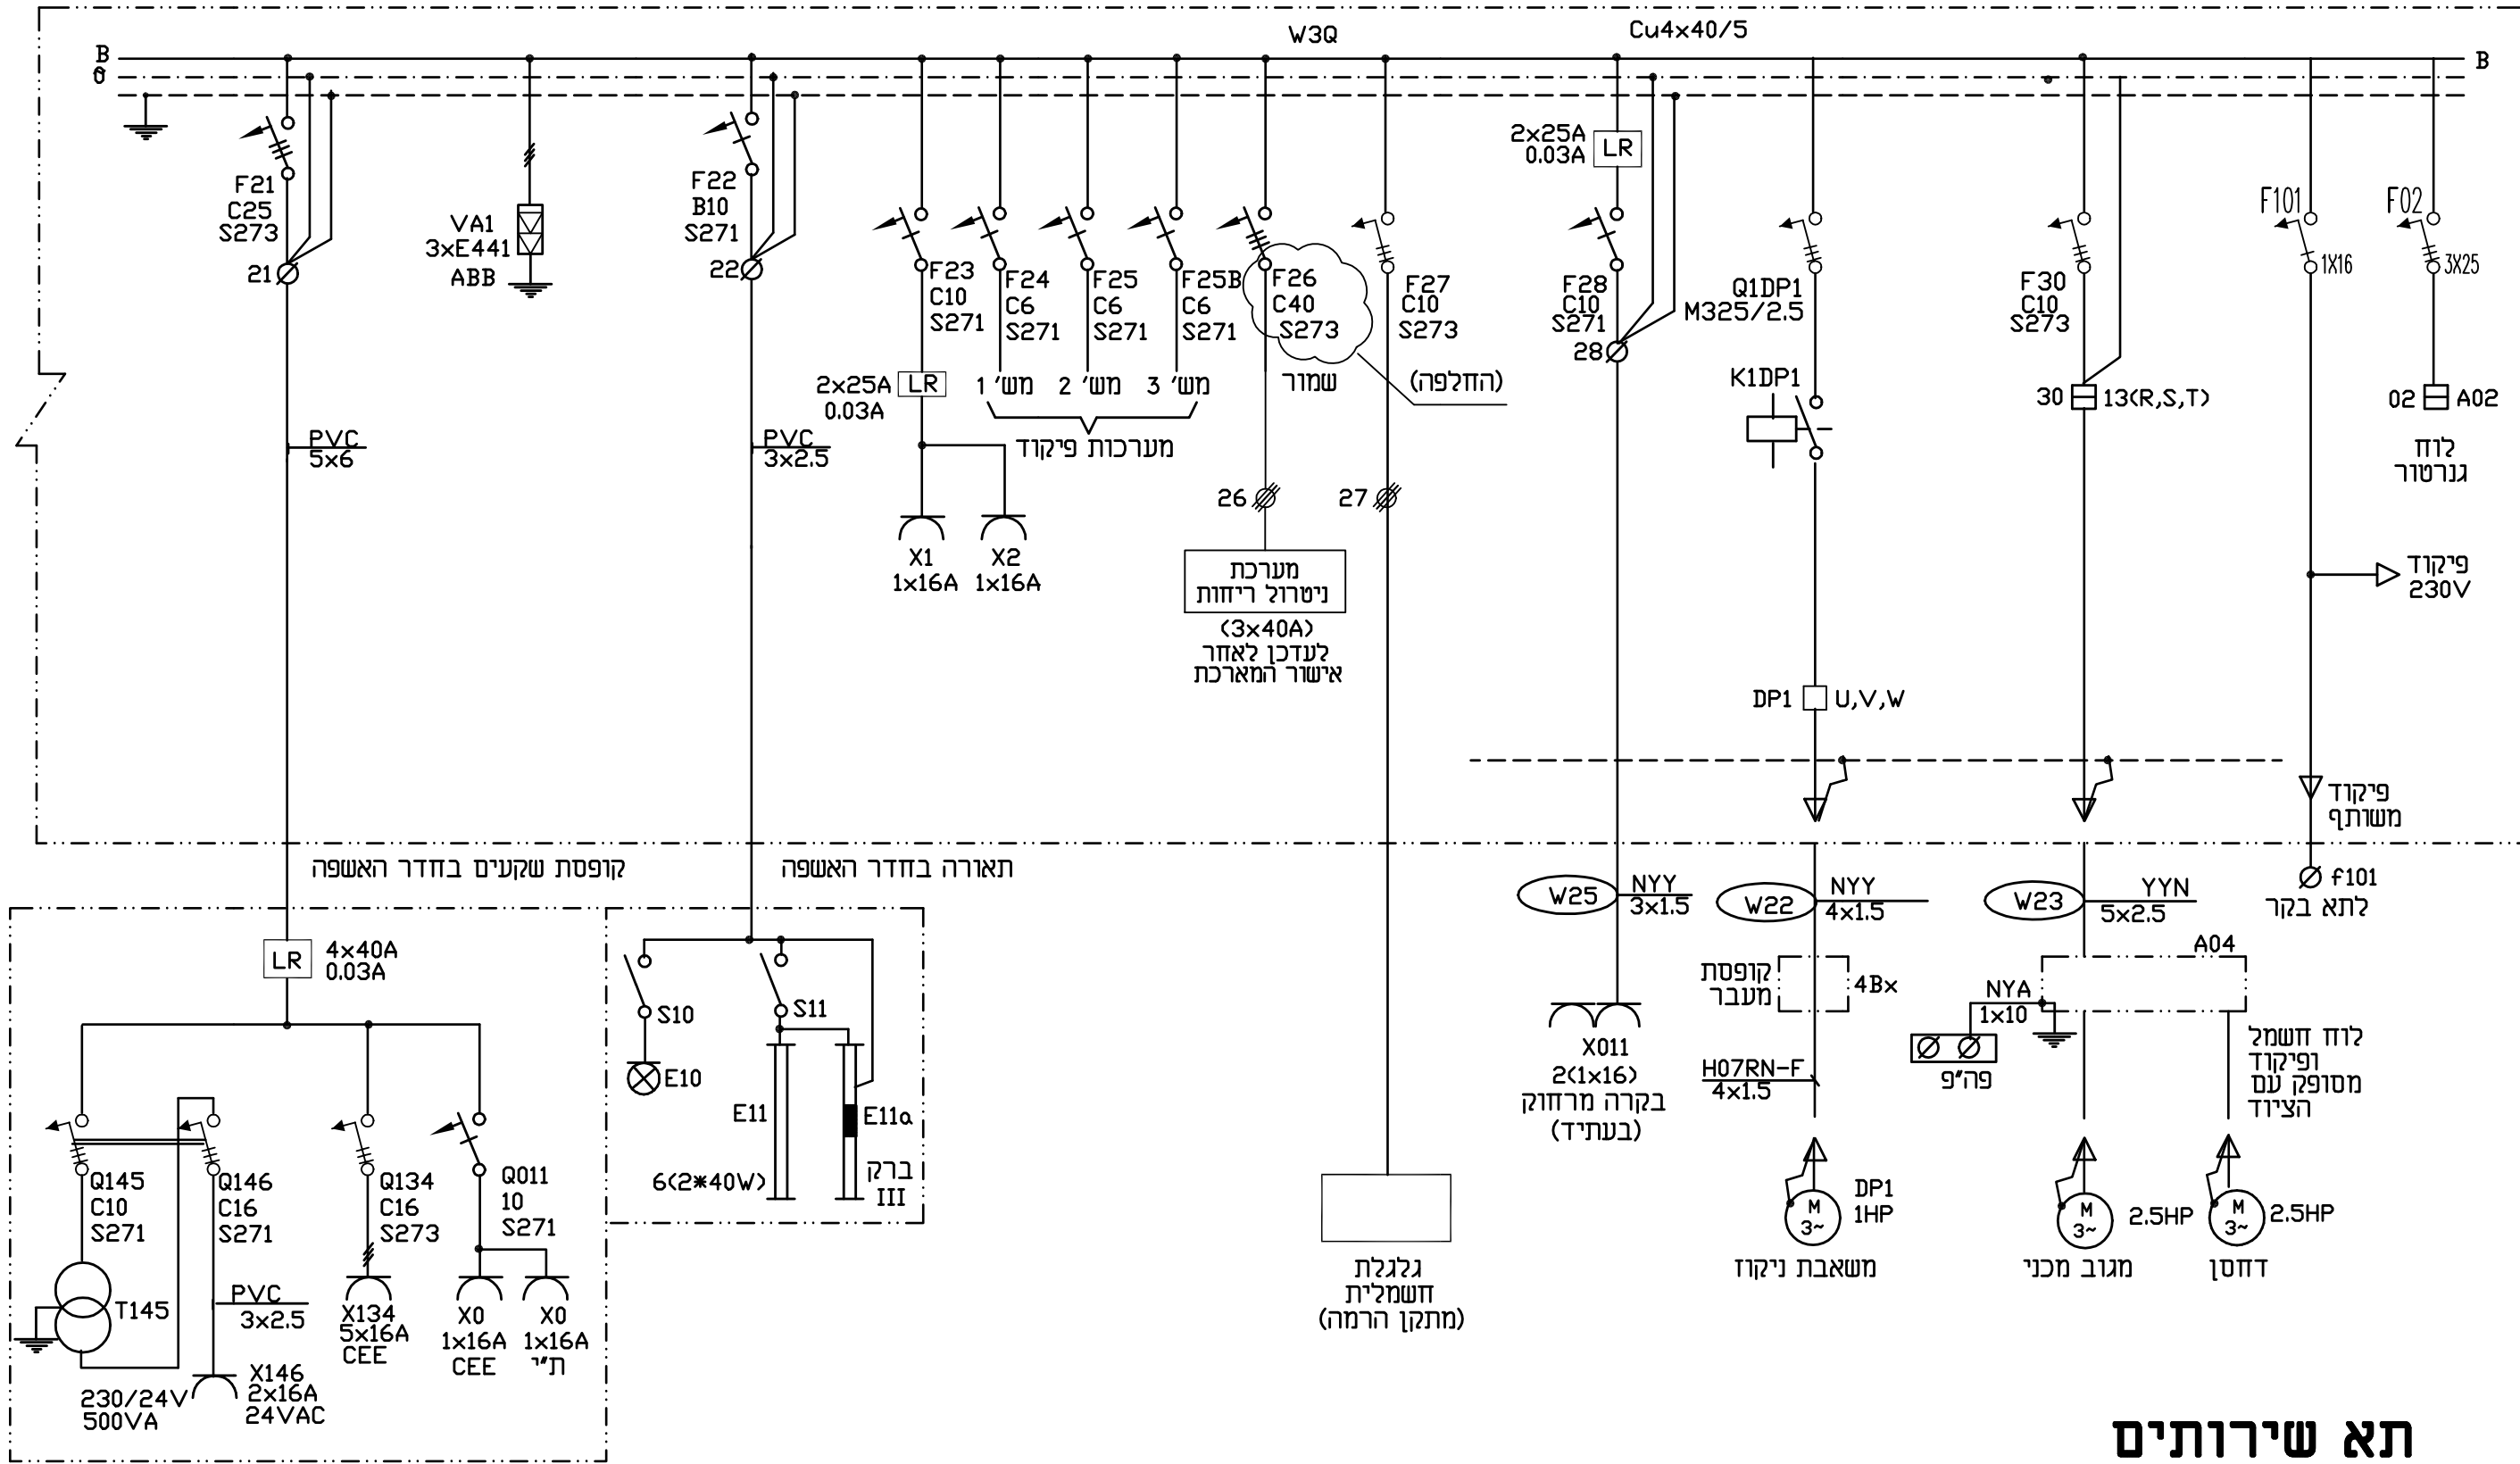 W3Q
Cu4x40/5
B
0
B
F21
C25
S273
21
PVC
5x6
VA1
3xE441
ABB
F22
B10
S271
22
PVC
3x2.5
F23
C10
S271
2x25A
LR
0.03A
X1
1x16A
X2
1x16A
F24
C6
S271
מש' 1
F25
C6
S271
מש' 2
F25B
C6
S271
מש' 3
מערכות פיקוד
F26
C40
S273
שמור
(החלפה)
26
מערכת
ניטרול ריחות
(3x40A)
לעדכן לאחר
אישור המארכת
F27
C10
S273
27
2x25A
0.03A
LR
F28
C10
S271
28
Q1DP1
M325/2.5
K1DP1
DP1
U,V,W
F30
C10
S273
30
13(R,S,T)
F101
1X16
F02
3X25
02
A02
לוח
גנרטור
פיקוד
230V
פיקוד
משותף
f101
לתא בקר
קופסת שקעים בחדר האשפה
תאורה בחדר האשפה
LR
4x40A
0.03A
Q145
C10
S271
T145
230/24V
500VA
Q146
C16
S271
PVC
3x2.5
X146
2x16A
24VAC
Q134
C16
S273
X134
5x16A
CEE
Q011
10
S271
X0
1x16A
CEE
X0
1x16A
ת"י
S10
E10
S11
E11
E11a
6(2*40W)
ברק
III
גלגלת
חשמלית
(מתקן הרמה)
W25
NYY
3x1.5
X011
2(1x16)
בקרה מרחוק
(בעתיד)
W22
NYY
4x1.5
קופסת
מעבר
4Bx
H07RN-F
4x1.5
M
3~
DP1
1HP
משאבת ניקוז
W23
YYN
5x2.5
A04
NYA
1x10
פה"פ
לוח חשמל
ופיקוד
מסופק עם
הציוד
M
3~
2.5HP
מגוב מכני
M
3~
2.5HP
דחסן
תא שירותים